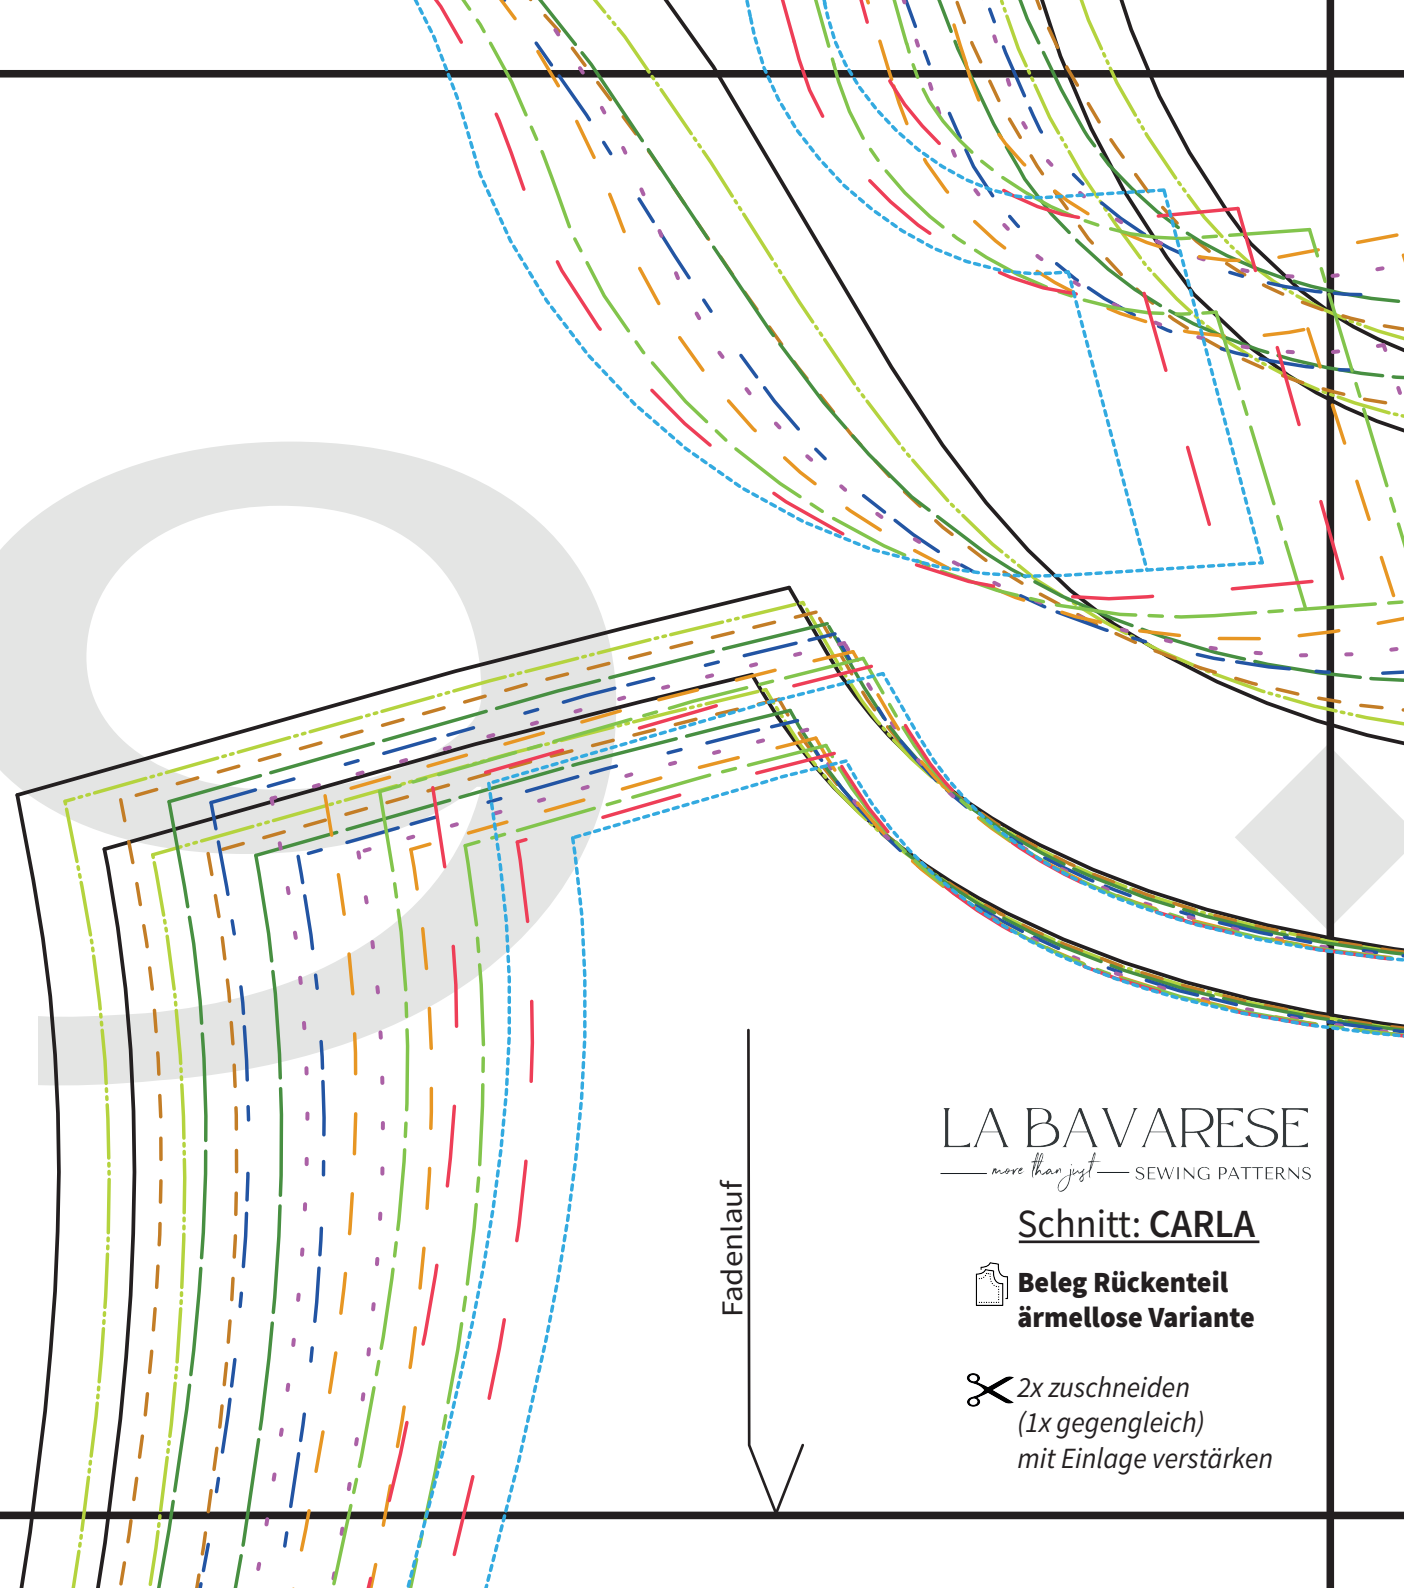 LA BAVARESE
more than just SEWING PATTERNS
Schnitt: CARLA
Beleg Rückenteil
ärmellose Variante
2x zuschneiden
(1x gegengleich)
mit Einlage verstärken
Fadenlauf